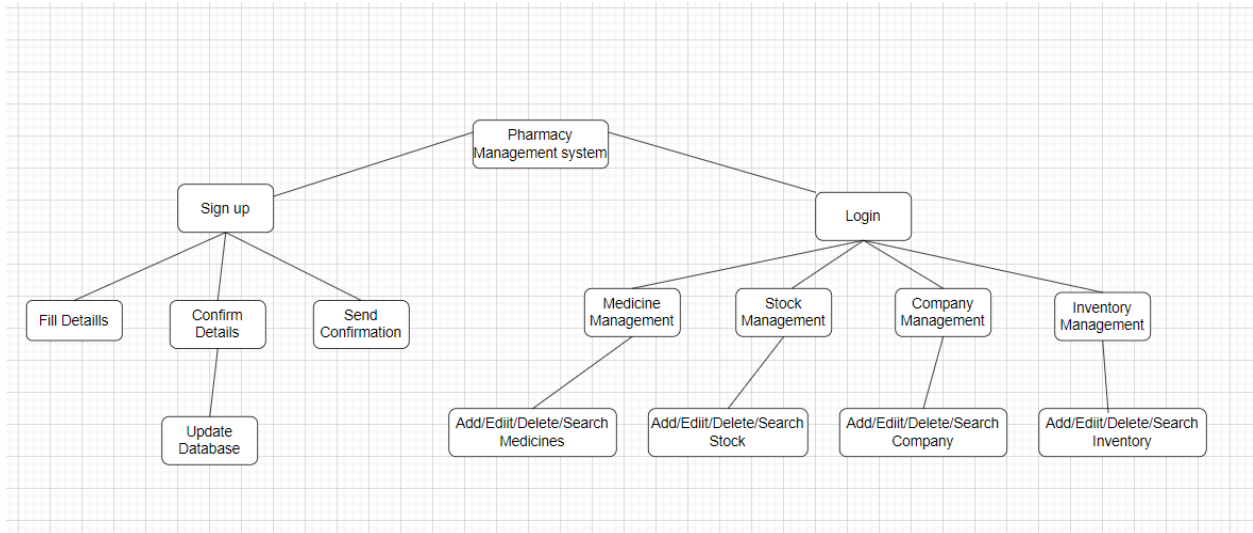 Pharmacy
Management system
Sign up
Login
Fill Detaills
Confirm
Details
Send
Confirmation
Medicine
Management
Stock
Management
Company
Management
Inventory
Management
Update
Database
Add/Ediit/Delete/Search
Medicines
Add/Ediit/Delete/Search
Stock
Add/Ediit/Delete/Search
Company
Add/Ediit/Delete/Search
Inventory